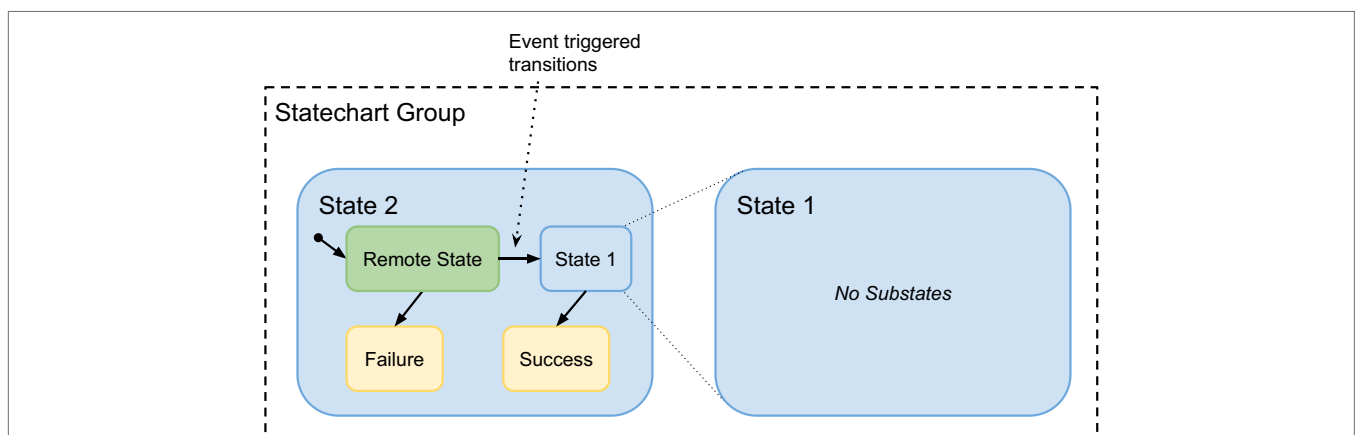 Event triggered
transitions
Statechart Group
State 2
State 1
Remote State
State 1
No Substates
Failure
Success